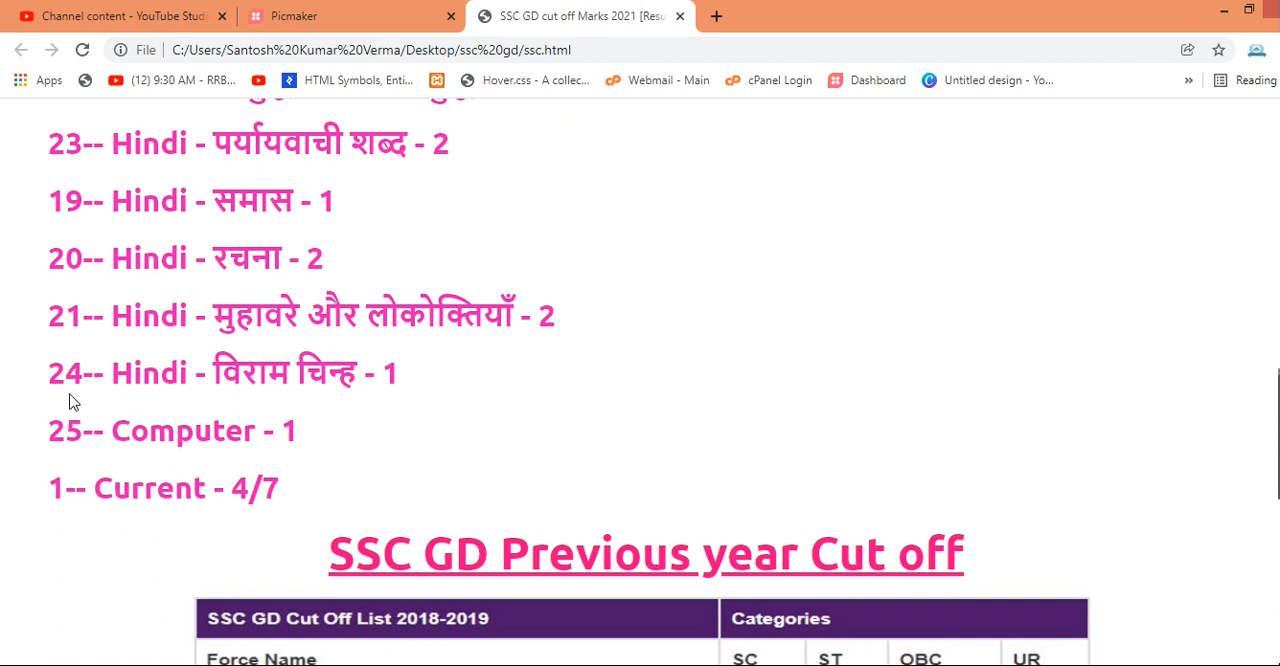 Channel content - YouTube Studi
Picmaker
SSC GD cut off Marks 2021 [Resu
File
C:/Users/Santosh%20Kumar%20Verma/Desktop/ssc%20gd/ssc.html
Apps
(12) 9:30 AM - RRB...
HTML Symbols, Enti...
Hover.css - A collec...
Webmail - Main
cPanel Login
Dashboard
Untitled design - Yo...
»
Reading
23-- Hindi - पर्यायवाची शब्द - 2
19-- Hindi - समास - 1
20-- Hindi - रचना - 2
21-- Hindi - मुहावरे और लोकोक्तियाँ - 2
24-- Hindi - विराम चिन्ह - 1
25-- Computer - 1
1-- Current - 4/7
SSC GD Previous year Cut off
SSC GD Cut Off List 2018-2019
Categories
Force Name
SC
ST
OBC
UR